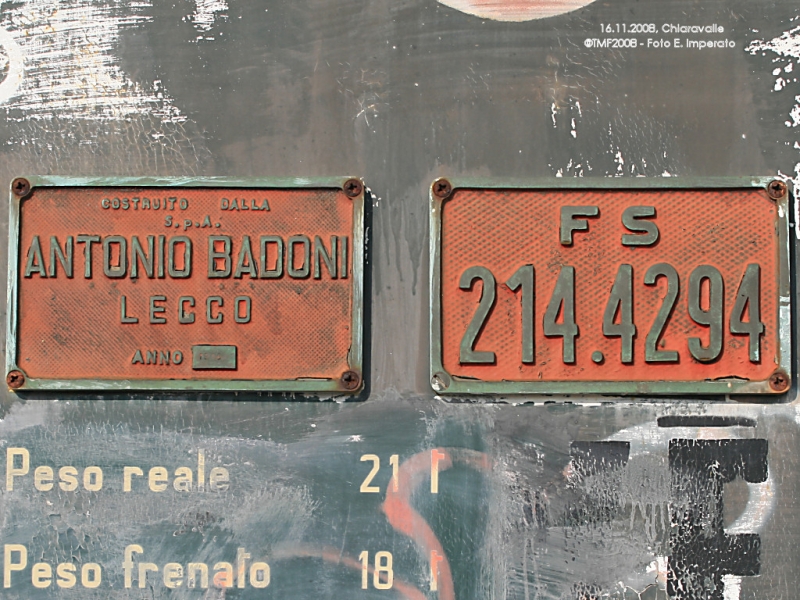 16.11.2008, Chiaravalle
©TMF2008 - Foto E. Imperato
COSTRUITO DALLA
S.p.A.
ANTONIO BADONI
LECCO
ANNO
FS
214.4294
Peso reale 21 T
Peso frenato 18 T